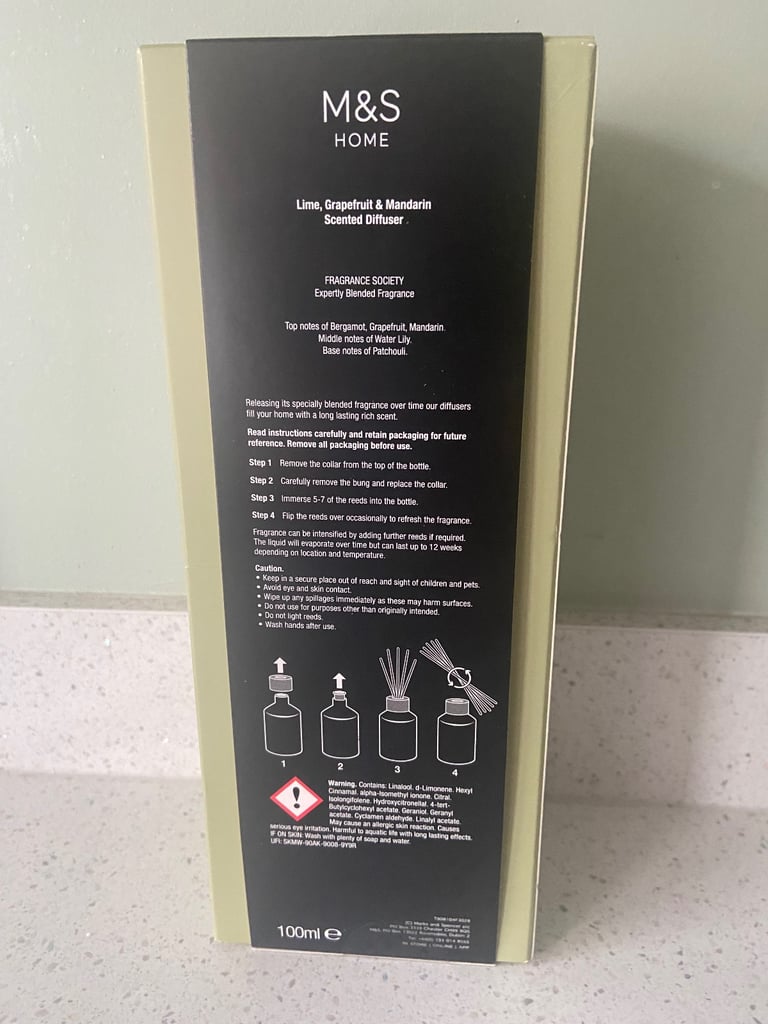 M&S
HOME
Lime, Grapefruit & Mandarin
Scented Diffuser
FRAGRANCE SOCIETY
Expertly Blended Fragrance
Top notes of Bergamot, Grapefruit, Mandarin.
Middle notes of Water Lily.
Base notes of Patchouli.
Releasing its specially blended fragrance over time our diffusers
fill your home with a long lasting rich scent.
Read instructions carefully and retain packaging for future
reference. Remove all packaging before use.
Step 1 Remove the collar from the top of the bottle.
Step 2 Carefully remove the bung and replace the collar.
Step 3 Immerse 5-7 of the reeds into the bottle.
Step 4 Flip the reeds over occasionally to refresh the fragrance.
Fragrance can be intensified by adding further reeds if required.
The liquid will evaporate over time but can last up to 12 weeks
depending on location and temperature.
Caution.
• Keep in a secure place out of reach and sight of children and pets.
• Avoid eye and skin contact.
• Wipe up any spillages immediately as these may harm surfaces.
• Do not use for purposes other than originally intended.
• Do not light reeds.
• Wash hands after use.
1 2 3 4
Warning. Contains: Linalool. d-Limonene. Hexyl
Cinnamal. alpha-Isomethyl ionone. Citral.
Isolongifolene. Hydroxycitronellal. 4-tert-
Butylcyclohexyl acetate. Geraniol. Geranyl
acetate. Cyclamen aldehyde. Linalyl acetate.
May cause an allergic skin reaction. Causes
serious eye irritation. Harmful to aquatic life with long lasting effects.
IF ON SKIN: Wash with plenty of soap and water.
UFI: SKMW-90AK-9008-9Y9R
100ml e
(C) Marks and Spencer plc